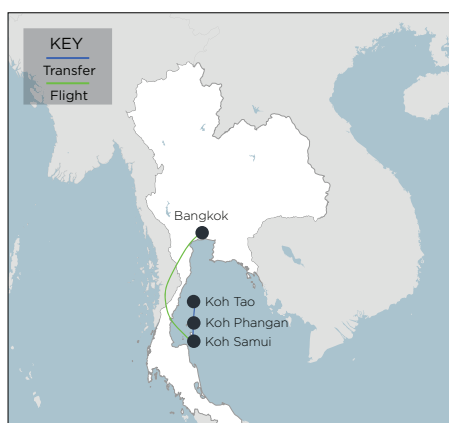 KEY
Transfer
Flight
Bangkok
Koh Tao
Koh Phangan
Koh Samui